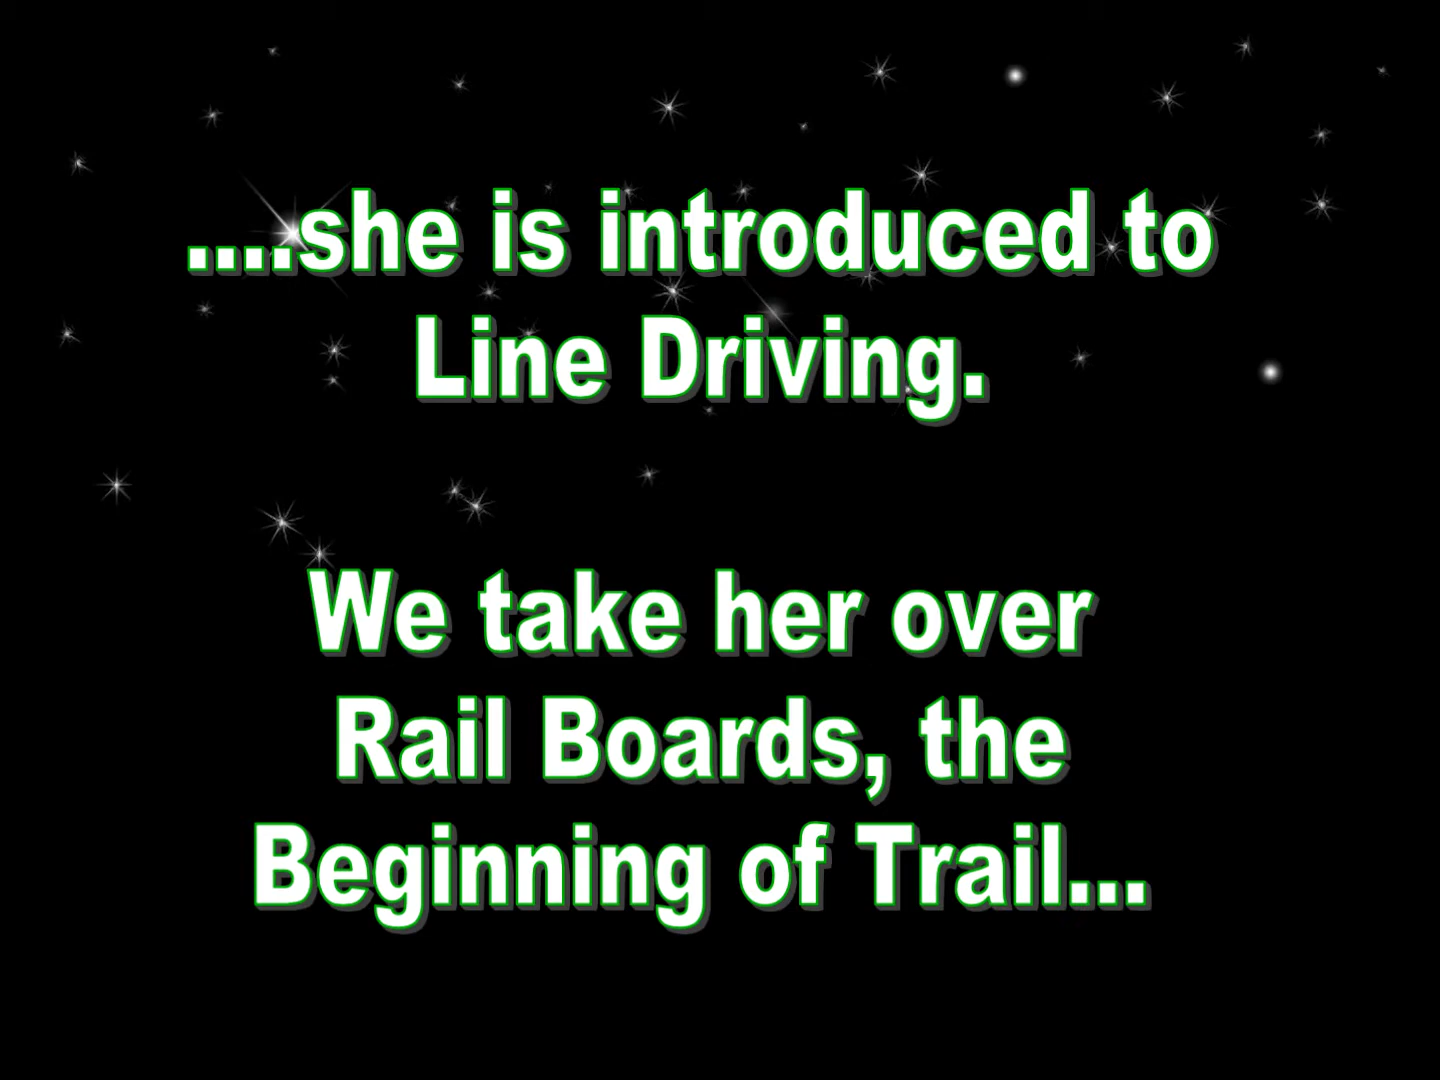 ....she is introduced to
Line Driving.
We take her over
Rail Boards, the
Beginning of Trail...